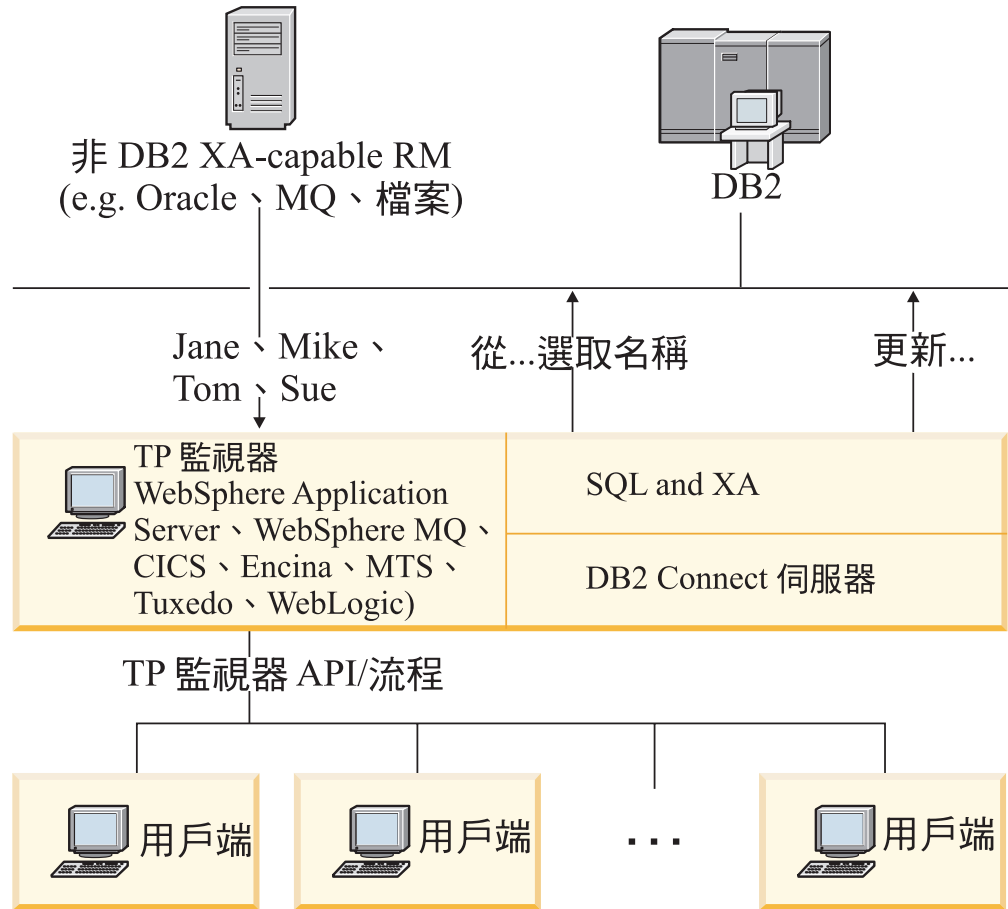 非 DB2 XA-capable RM
(e.g. Oracle、MQ、檔案)
DB2
Jane、Mike、
Tom、Sue
從...選取名稱
更新...
TP 監視器
WebSphere Application
Server、WebSphere MQ、
CICS、Encina、MTS、
Tuxedo、WebLogic)
SQL and XA
DB2 Connect 伺服器
TP 監視器 API/流程
用戶端
用戶端
...
用戶端